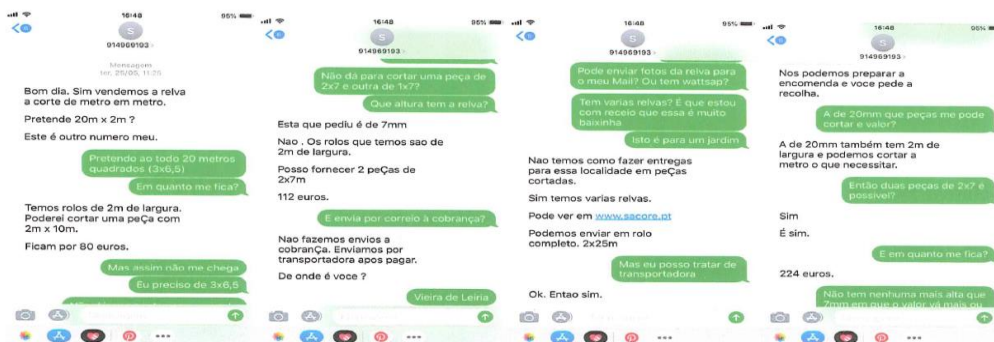 16:48
95%
S
914969193
Mensagem
ter, 25/05, 11:25
Bom dia. Sim vendemos a relva
a corte de metro em metro.
Pretende 20m x 2m ?
Este é outro numero meu.
Pretendo ao todo 20 metros
quadrados (3x6,5)
Em quanto me fica?
Temos rolos de 2m de largura.
Poderei cortar uma peÇa com
2m x 10m.
Ficam por 80 euros.
Mas assim não me chega
Eu preciso de 3x6,5
16:48
95%
S
914969193
Não dá para cortar uma peça de
2x7 e outra de 1x7?
Que altura tem a relva?
Esta que pediu é de 7mm
Nao . Os rolos que temos sao de
2m de largura.
Posso fornecer 2 peÇas de
2x7m
112 euros.
E envia por correio à cobrança?
Nao fazemos envios a
cobranÇa. Enviamos por
transportadora apos pagar.
De onde é voce ?
Vieira de Leiria
16:48
95%
S
914969193
Pode enviar fotos da relva para
o meu Mail? Ou tem wattsap?
Tem varias relvas? É que estou
com receio que essa é muito
baixinha
Isto é para um jardim
Nao temos como fazer entregas
para essa localidade em peÇas
cortadas.
Sim temos varias relvas.
Pode ver em www.sacore.pt
Podemos enviar em rolo
completo. 2x25m
Mas eu posso tratar de
transportadora
Ok. Entao sim.
16:48
95%
S
914969193
Nos podemos preparar a
encomenda e voce pede a
recolha.
A de 20mm que peças me pode
cortar e valor?
A de 20mm também tem 2m de
largura e podemos cortar a
metro o que necessitar.
Então duas peças de 2x7 é
possível?
Sim
É sim.
E em quanto me fica?
224 euros.
Não tem nenhuma mais alta que
7mm em que o valor vá mais ou